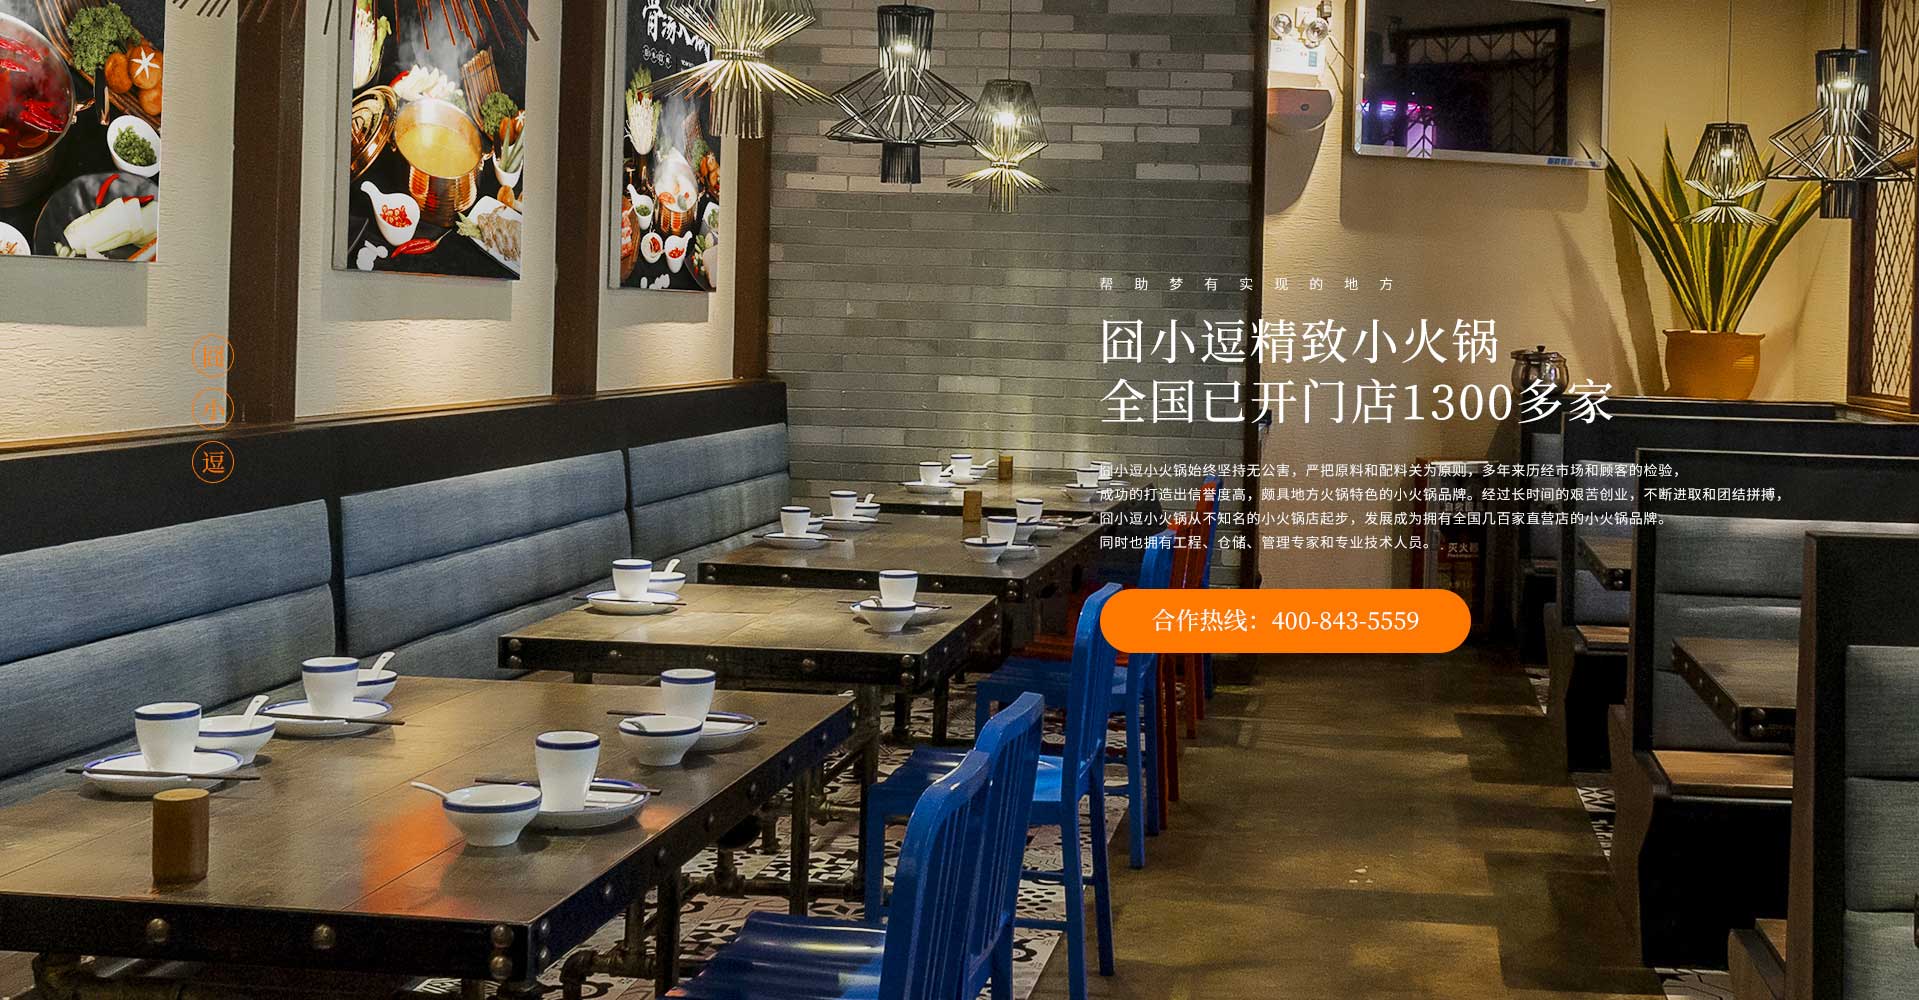 骨汤火锅
囧
小
逗
帮助梦有实现的地方
囧小逗精致小火锅
全国已开门店1300多家
囧小逗小火锅始终坚持无公害，严把原料和配料关为原则，多年来历经市场和顾客的检验，
成功的打造出信誉度高，颇具地方火锅特色的小火锅品牌。经过长时间的艰苦创业，不断进取和团结拼搏，
囧小逗小火锅从不知名的小火锅店起步，发展成为拥有全国几百家直营店的小火锅品牌。
同时也拥有工程、仓储、管理专家和专业技术人员。
灭火器
合作热线：400-843-5559